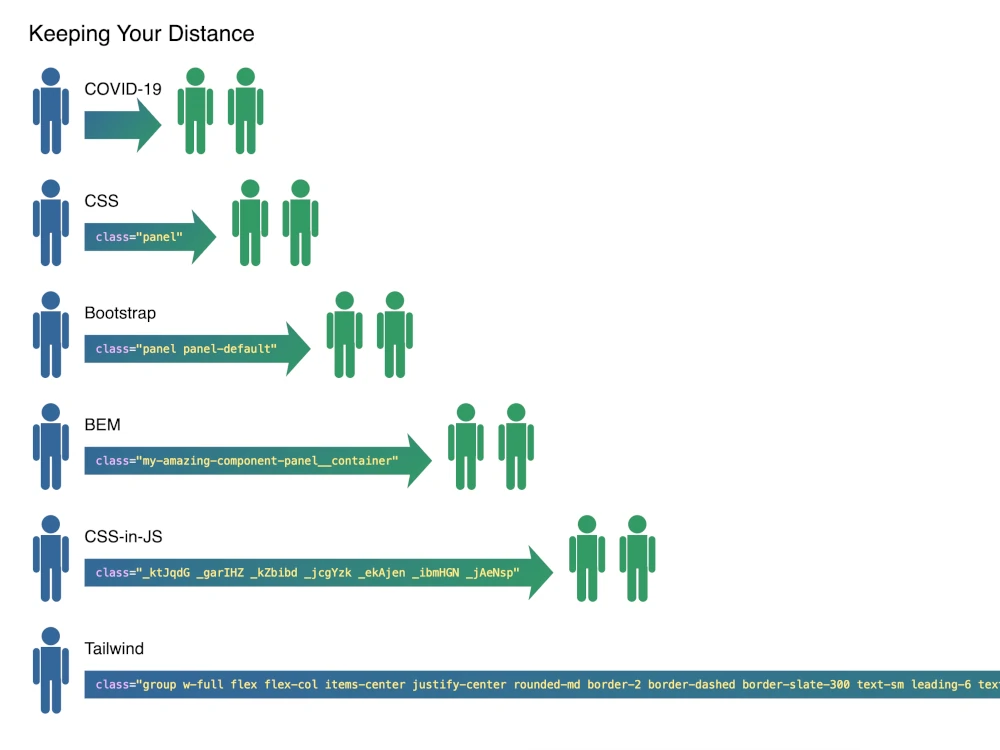 Keeping Your Distance
COVID-19
CSS
class="panel"
Bootstrap
class="panel panel-default"
BEM
class="my-amazing-component-panel__container"
CSS-in-JS
class="_ktJqdG _garIHZ _kZbibd _jcgYzk _ekAjen _ibmHGN _jAeNsp"
Tailwind
class="group w-full flex flex-col items-center justify-center rounded-md border-2 border-dashed border-slate-300 text-sm leading-6 tex